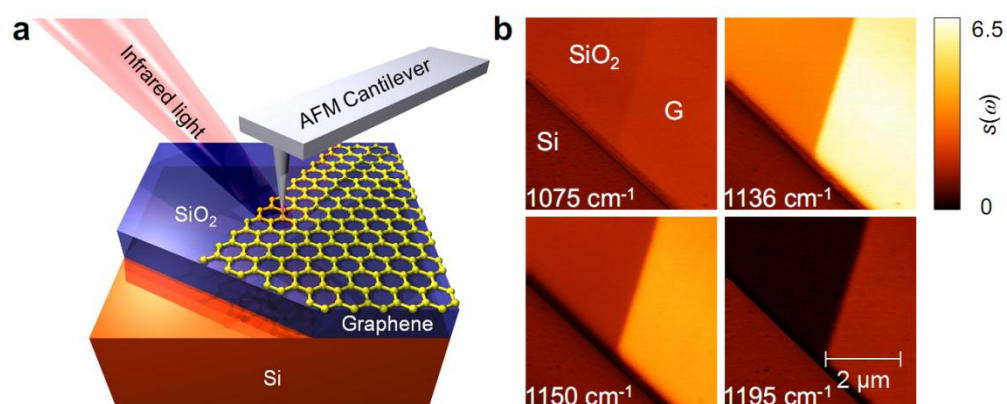 a
Infrared light
AFM Cantilever
SiO₂
Graphene
Si
b
SiO₂
G
Si
1075 cm⁻¹
1136 cm⁻¹
6.5
s(ω)
0
1150 cm⁻¹
1195 cm⁻¹
2 μm